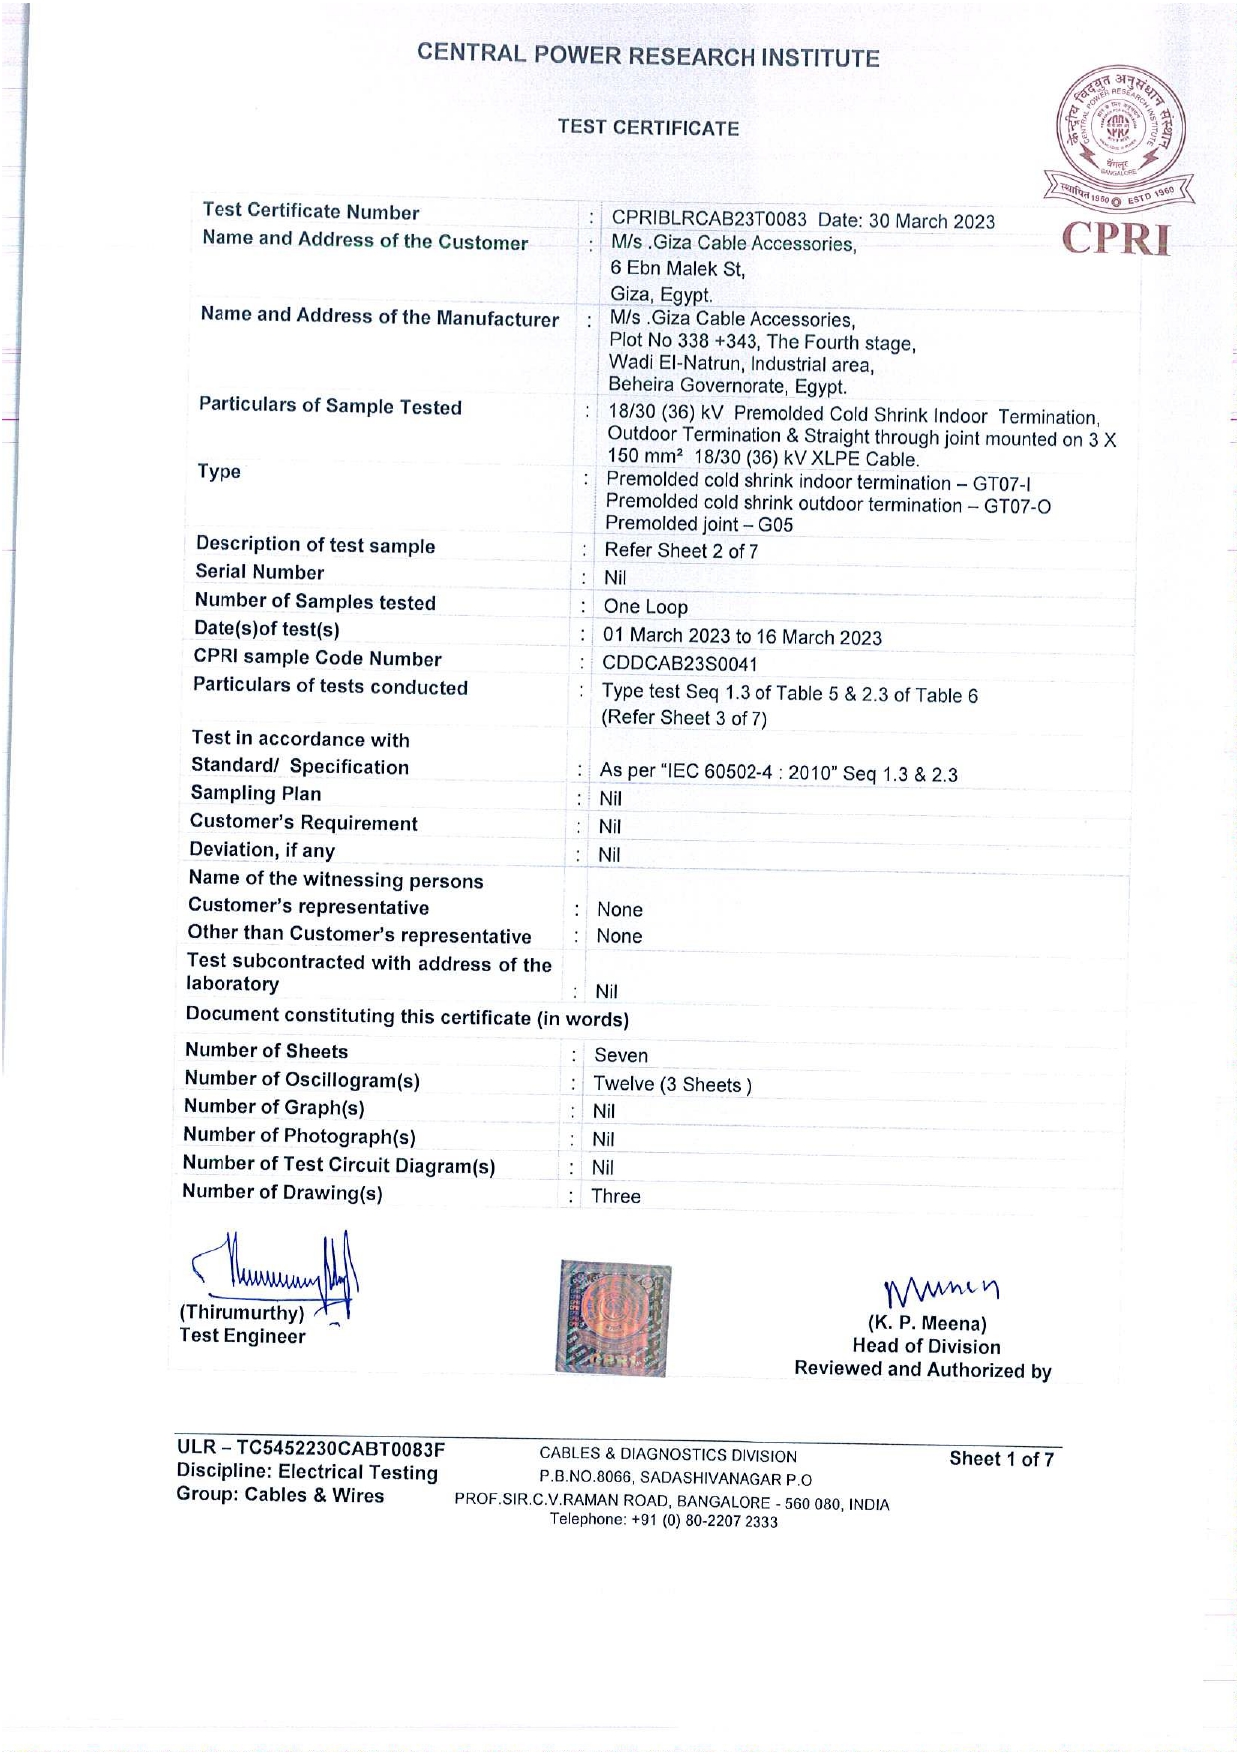 CENTRAL POWER RESEARCH INSTITUTE
TEST CERTIFICATE
केन्द्रीय विद्युत अनुसंधान संस्थान
CENTRAL POWER RESEARCH INSTITUTE
बेंगलूर
BANGALORE
स्थापित 1960 ESTD 1960
CPRI
Test Certificate Number : CPRIBLRCAB23T0083 Date: 30 March 2023
Name and Address of the Customer : M/s .Giza Cable Accessories,
6 Ebn Malek St,
Giza, Egypt.
Name and Address of the Manufacturer : M/s .Giza Cable Accessories,
Plot No 338 +343, The Fourth stage,
Wadi El-Natrun, Industrial area,
Beheira Governorate, Egypt.
Particulars of Sample Tested : 18/30 (36) kV Premolded Cold Shrink Indoor Termination,
Outdoor Termination & Straight through joint mounted on 3 X
150 mm² 18/30 (36) kV XLPE Cable.
Type : Premolded cold shrink indoor termination – GT07-I
Premolded cold shrink outdoor termination – GT07-O
Premolded joint – G05
Description of test sample : Refer Sheet 2 of 7
Serial Number : Nil
Number of Samples tested : One Loop
Date(s)of test(s) : 01 March 2023 to 16 March 2023
CPRI sample Code Number : CDDCAB23S0041
Particulars of tests conducted : Type test Seq 1.3 of Table 5 & 2.3 of Table 6
(Refer Sheet 3 of 7)
Test in accordance with
Standard/ Specification : As per “IEC 60502-4 : 2010” Seq 1.3 & 2.3
Sampling Plan : Nil
Customer's Requirement : Nil
Deviation, if any : Nil
Name of the witnessing persons
Customer's representative : None
Other than Customer's representative : None
Test subcontracted with address of the
laboratory : Nil
Document constituting this certificate (in words)
Number of Sheets : Seven
Number of Oscillogram(s) : Twelve (3 Sheets )
Number of Graph(s) : Nil
Number of Photograph(s) : Nil
Number of Test Circuit Diagram(s) : Nil
Number of Drawing(s) : Three
(Thirumurthy)
Test Engineer
CPRI
(K. P. Meena)
Head of Division
Reviewed and Authorized by
ULR – TC5452230CABT0083F
Discipline: Electrical Testing
Group: Cables & Wires
CABLES & DIAGNOSTICS DIVISION
P.B.NO.8066, SADASHIVANAGAR P.O
PROF.SIR.C.V.RAMAN ROAD, BANGALORE - 560 080, INDIA
Telephone: +91 (0) 80-2207 2333
Sheet 1 of 7